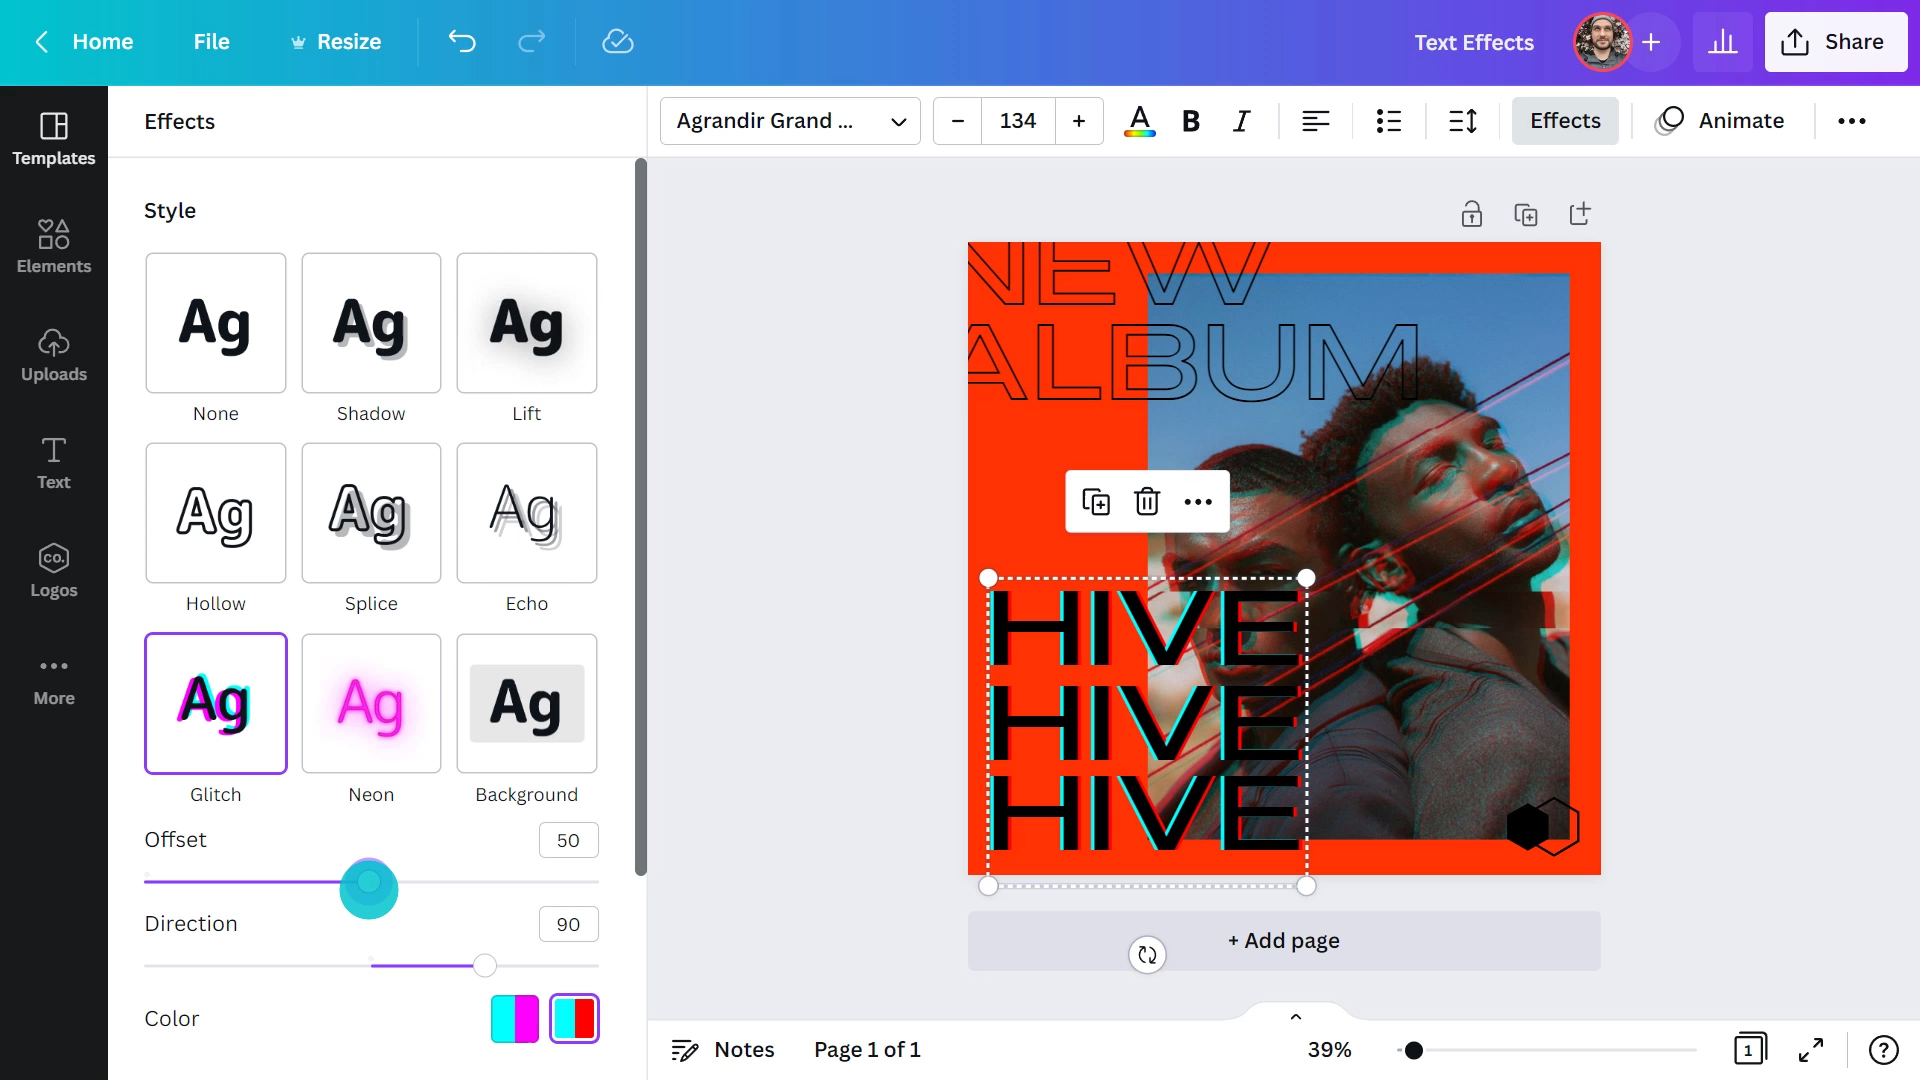 Home File Resize Text Effects + Share
Templates
Elements
Uploads
Text
CO.
Logos
More
Effects
Style
Ag Ag Ag
None Shadow Lift
Ag Ag Ag
Hollow Splice Echo
Ag Ag Ag
Glitch Neon Background
Offset 50
Direction 90
Color
Agrandir Grand ... - 134 + A B I Effects Animate
NEW
ALBUM
HIVE
HIVE
HIVE
+ Add page
Notes Page 1 of 1 39% 1 ?